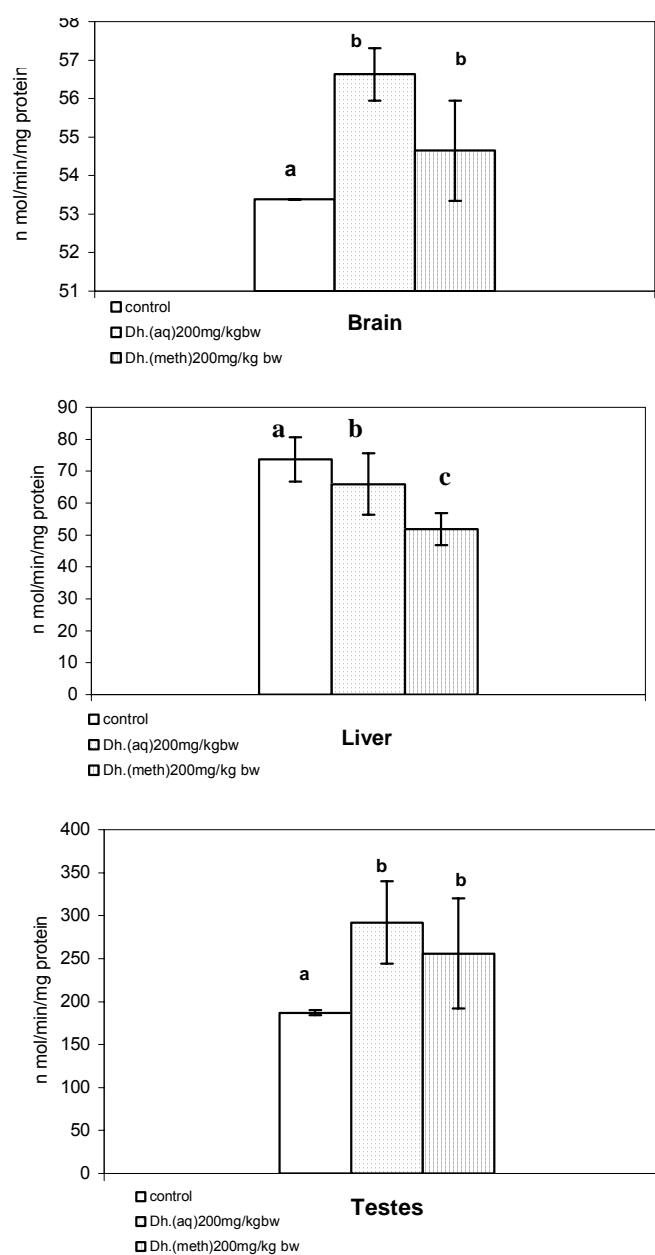 58
57
56
55
54
53
52
51
n mol/min/mg protein
a
b
b
control
Dh.(aq)200mg/kgbw
Dh.(meth)200mg/kg bw
Brain
90
80
70
60
50
40
30
20
10
0
n mol/min/mg protein
a
b
c
control
Dh.(aq)200mg/kgbw
Dh.(meth)200mg/kg bw
Liver
400
350
300
250
200
150
100
50
0
n mol/min/mg protein
a
b
b
control
Dh.(aq)200mg/kgbw
Dh.(meth)200mg/kg bw
Testes